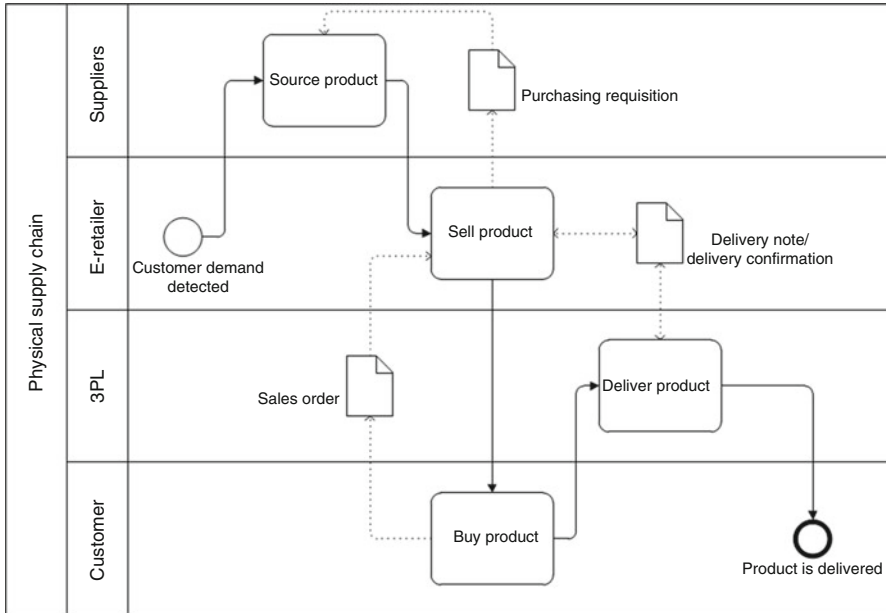 Physical supply chain
Suppliers
Source product
Purchasing requisition
E-retailer
Customer demand
detected
Sell product
Delivery note/
delivery confirmation
3PL
Sales order
Deliver product
Customer
Buy product
Product is delivered